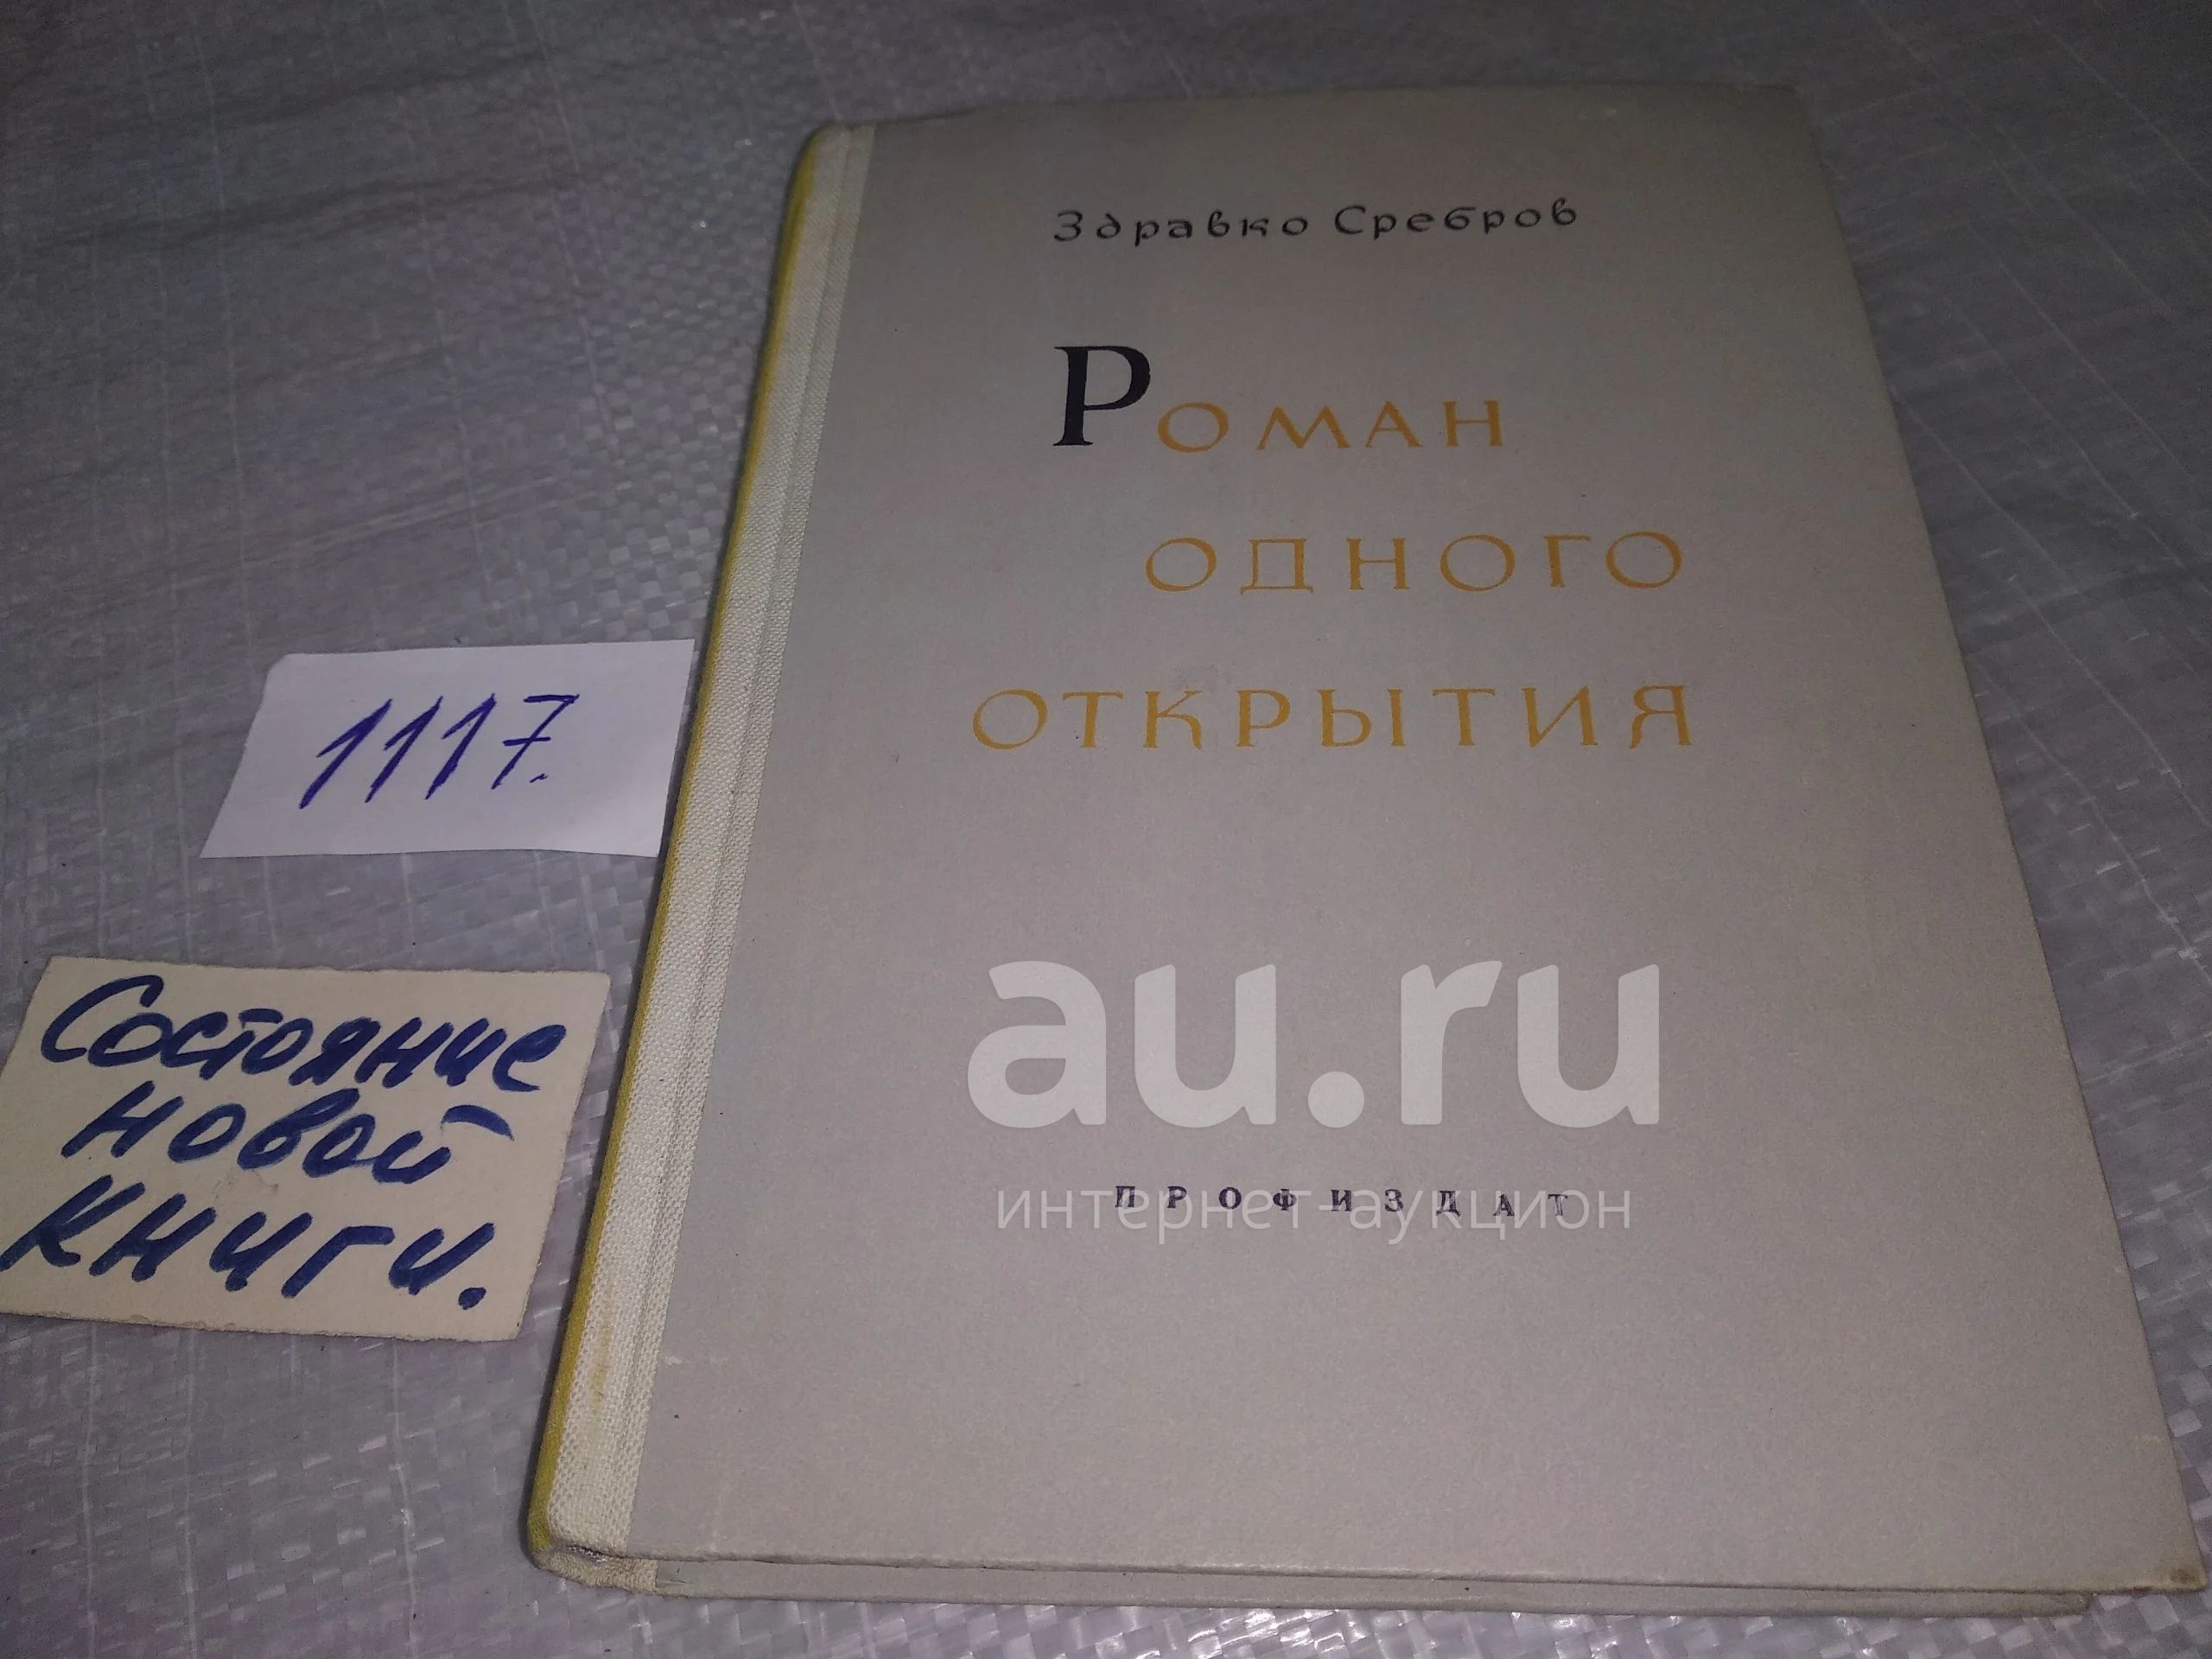 Здравко Сребров
Роман
одного
открытия
1117.
Состояние
новой
книги.
au.ru
ПРОФИЗДАТ
интернет-аукцион